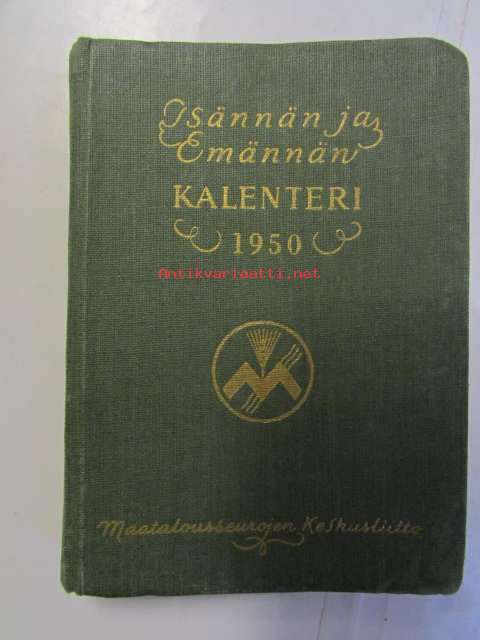 Isännän ja
Emännän
KALENTERI
1950
Antikvariaatti.net
Maatalousseurojen Keskusliitto